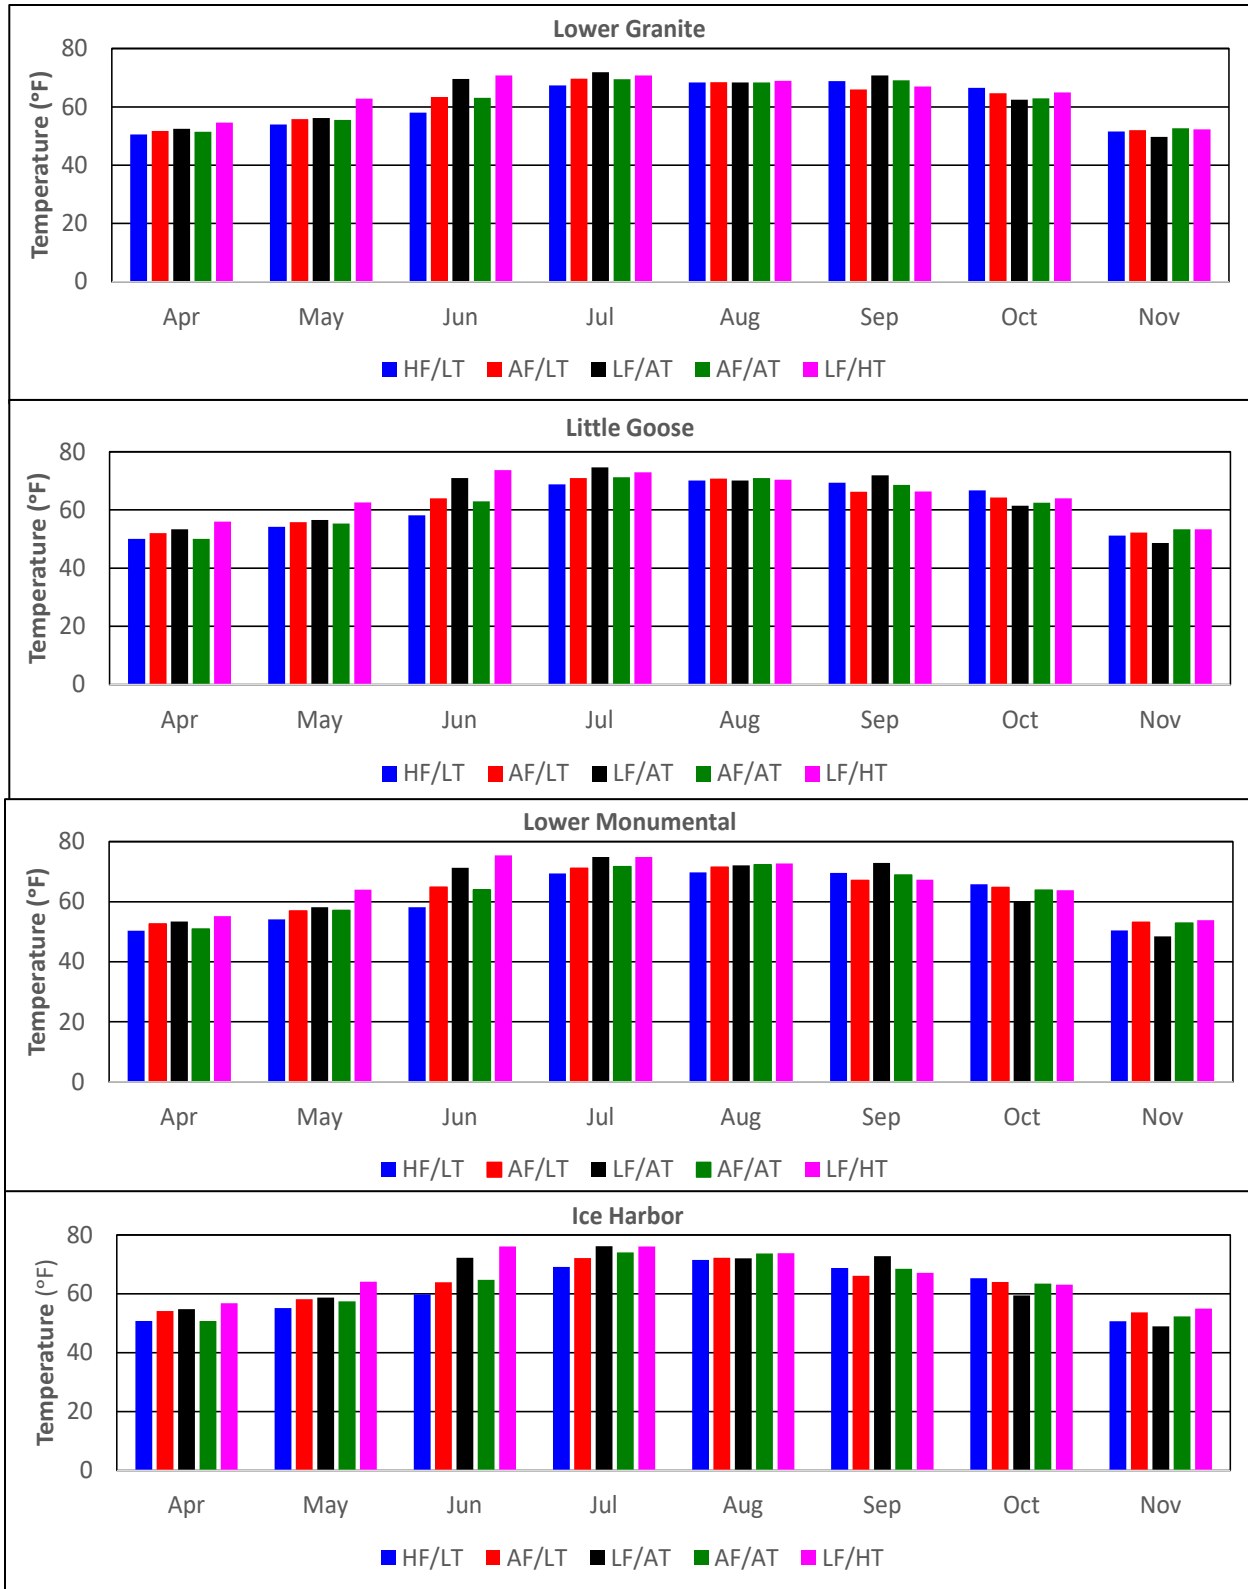 Lower Granite
Temperature (°F)
80
60
40
20
0
Apr May Jun Jul Aug Sep Oct Nov
HF/LT AF/LT LF/AT AF/AT LF/HT
Little Goose
Temperature (°F)
80
60
40
20
0
Apr May Jun Jul Aug Sep Oct Nov
HF/LT AF/LT LF/AT AF/AT LF/HT
Lower Monumental
Temperature (°F)
80
60
40
20
0
Apr May Jun Jul Aug Sep Oct Nov
HF/LT AF/LT LF/AT AF/AT LF/HT
Ice Harbor
Temperature (°F)
80
60
40
20
0
Apr May Jun Jul Aug Sep Oct Nov
HF/LT AF/LT LF/AT AF/AT LF/HT